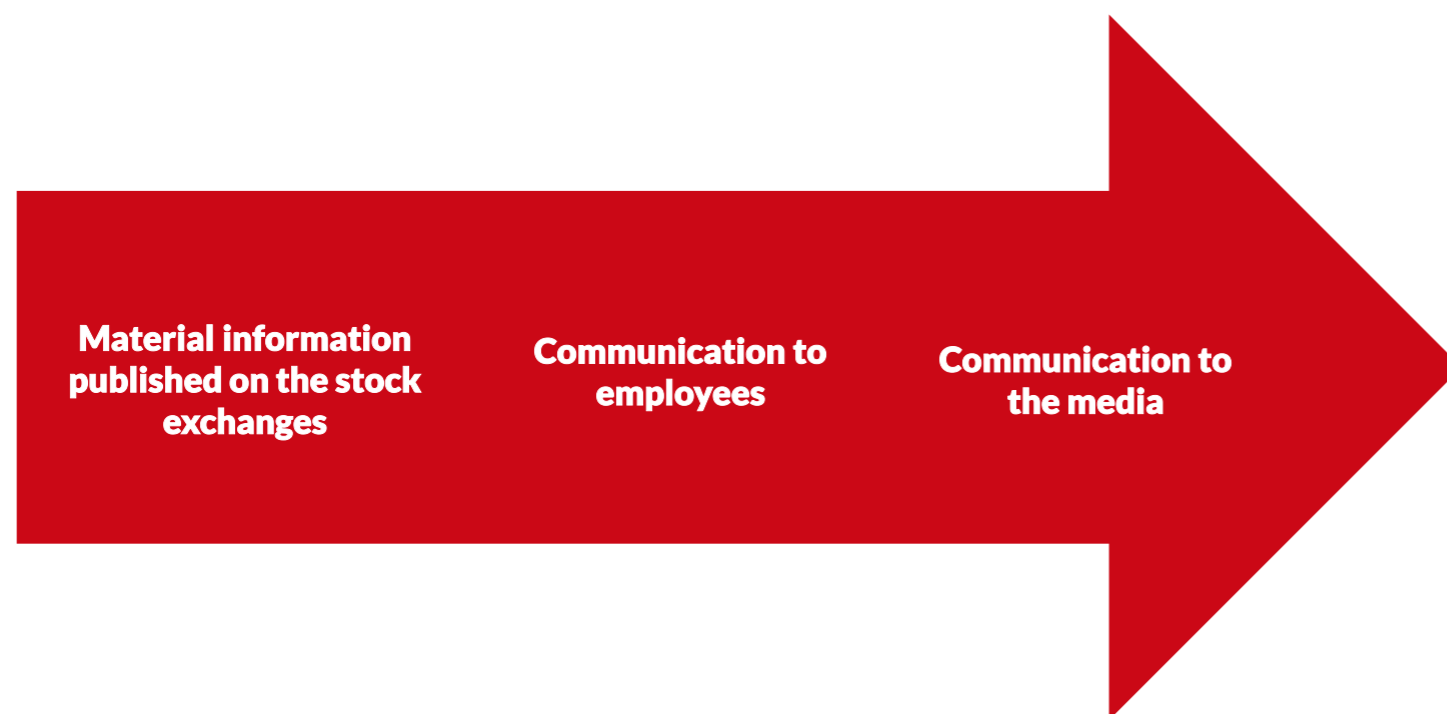 Material information
published on the stock
exchanges
Communication to
employees
Communication to
the media